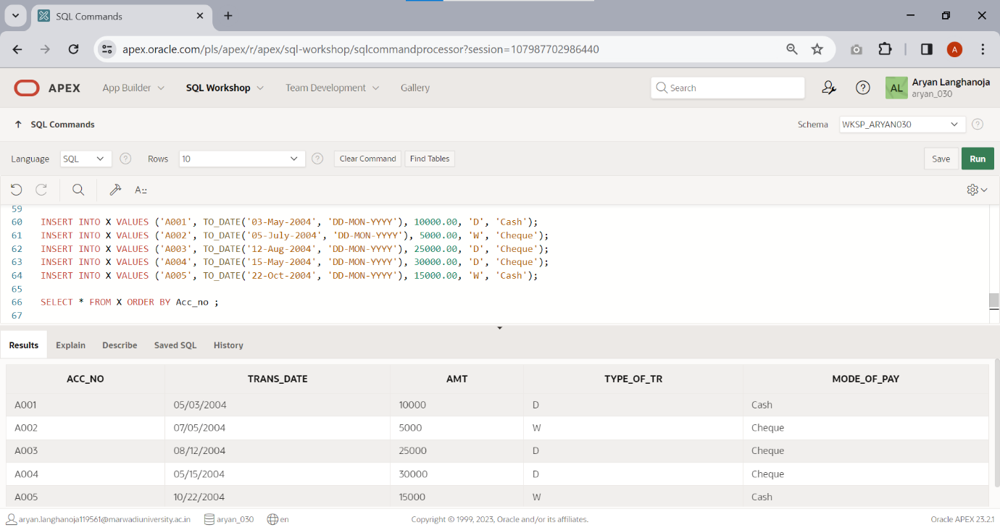 SQL Commands
apex.oracle.com/pls/apex/r/apex/sql-workshop/sqlcommandprocessor?session=107987702986440
A
APEX App Builder SQL Workshop Team Development Gallery Search AL Aryan Langhanoja
aryan_030
SQL Commands Schema WKSP_ARYAN030
Language SQL Rows 10 Clear Command Find Tables Save Run
A::
59
60 INSERT INTO X VALUES ('A001', TO_DATE('03-May-2004', 'DD-MON-YYYY'), 10000.00, 'D', 'Cash');
61 INSERT INTO X VALUES ('A002', TO_DATE('05-July-2004', 'DD-MON-YYYY'), 5000.00, 'W', 'Cheque');
62 INSERT INTO X VALUES ('A003', TO_DATE('12-Aug-2004', 'DD-MON-YYYY'), 25000.00, 'D', 'Cheque');
63 INSERT INTO X VALUES ('A004', TO_DATE('15-May-2004', 'DD-MON-YYYY'), 30000.00, 'D', 'Cheque');
64 INSERT INTO X VALUES ('A005', TO_DATE('22-Oct-2004', 'DD-MON-YYYY'), 15000.00, 'W', 'Cash');
65
66 SELECT * FROM X ORDER BY Acc_no ;
67
Results Explain Describe Saved SQL History
ACC_NO TRANS_DATE AMT TYPE_OF_TR MODE_OF_PAY
A001 05/03/2004 10000 D Cash
A002 07/05/2004 5000 W Cheque
A003 08/12/2004 25000 D Cheque
A004 05/15/2004 30000 D Cheque
A005 10/22/2004 15000 W Cash
aryan.langhanoja119561@marwadiuniversity.ac.in aryan_030 en Copyright © 1999, 2023, Oracle and/or its affiliates. Oracle APEX 23.2.1